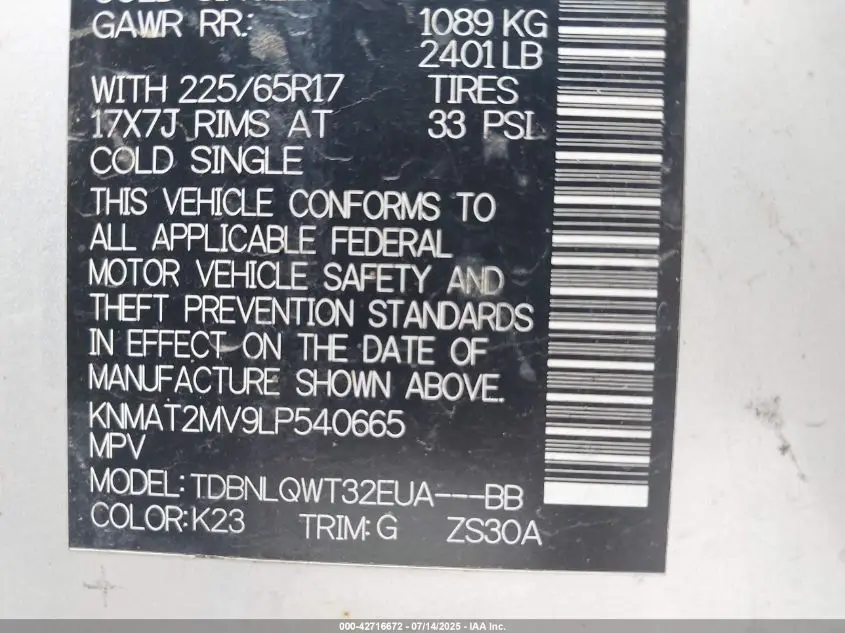 GAWR RR: 1089 KG
2401 LB
WITH 225/65R17 TIRES
17X7J RIMS AT 33 PSI
COLD SINGLE
THIS VEHICLE CONFORMS TO
ALL APPLICABLE FEDERAL
MOTOR VEHICLE SAFETY AND
THEFT PREVENTION STANDARDS
IN EFFECT ON THE DATE OF
MANUFACTURE SHOWN ABOVE.
KNMAT2MV9LP540665
MPV
MODEL: TDBNLQWT32EUA---BB
COLOR: K23 TRIM: G ZS30A
000-42716672 - 07/14/2025 - IAA Inc.